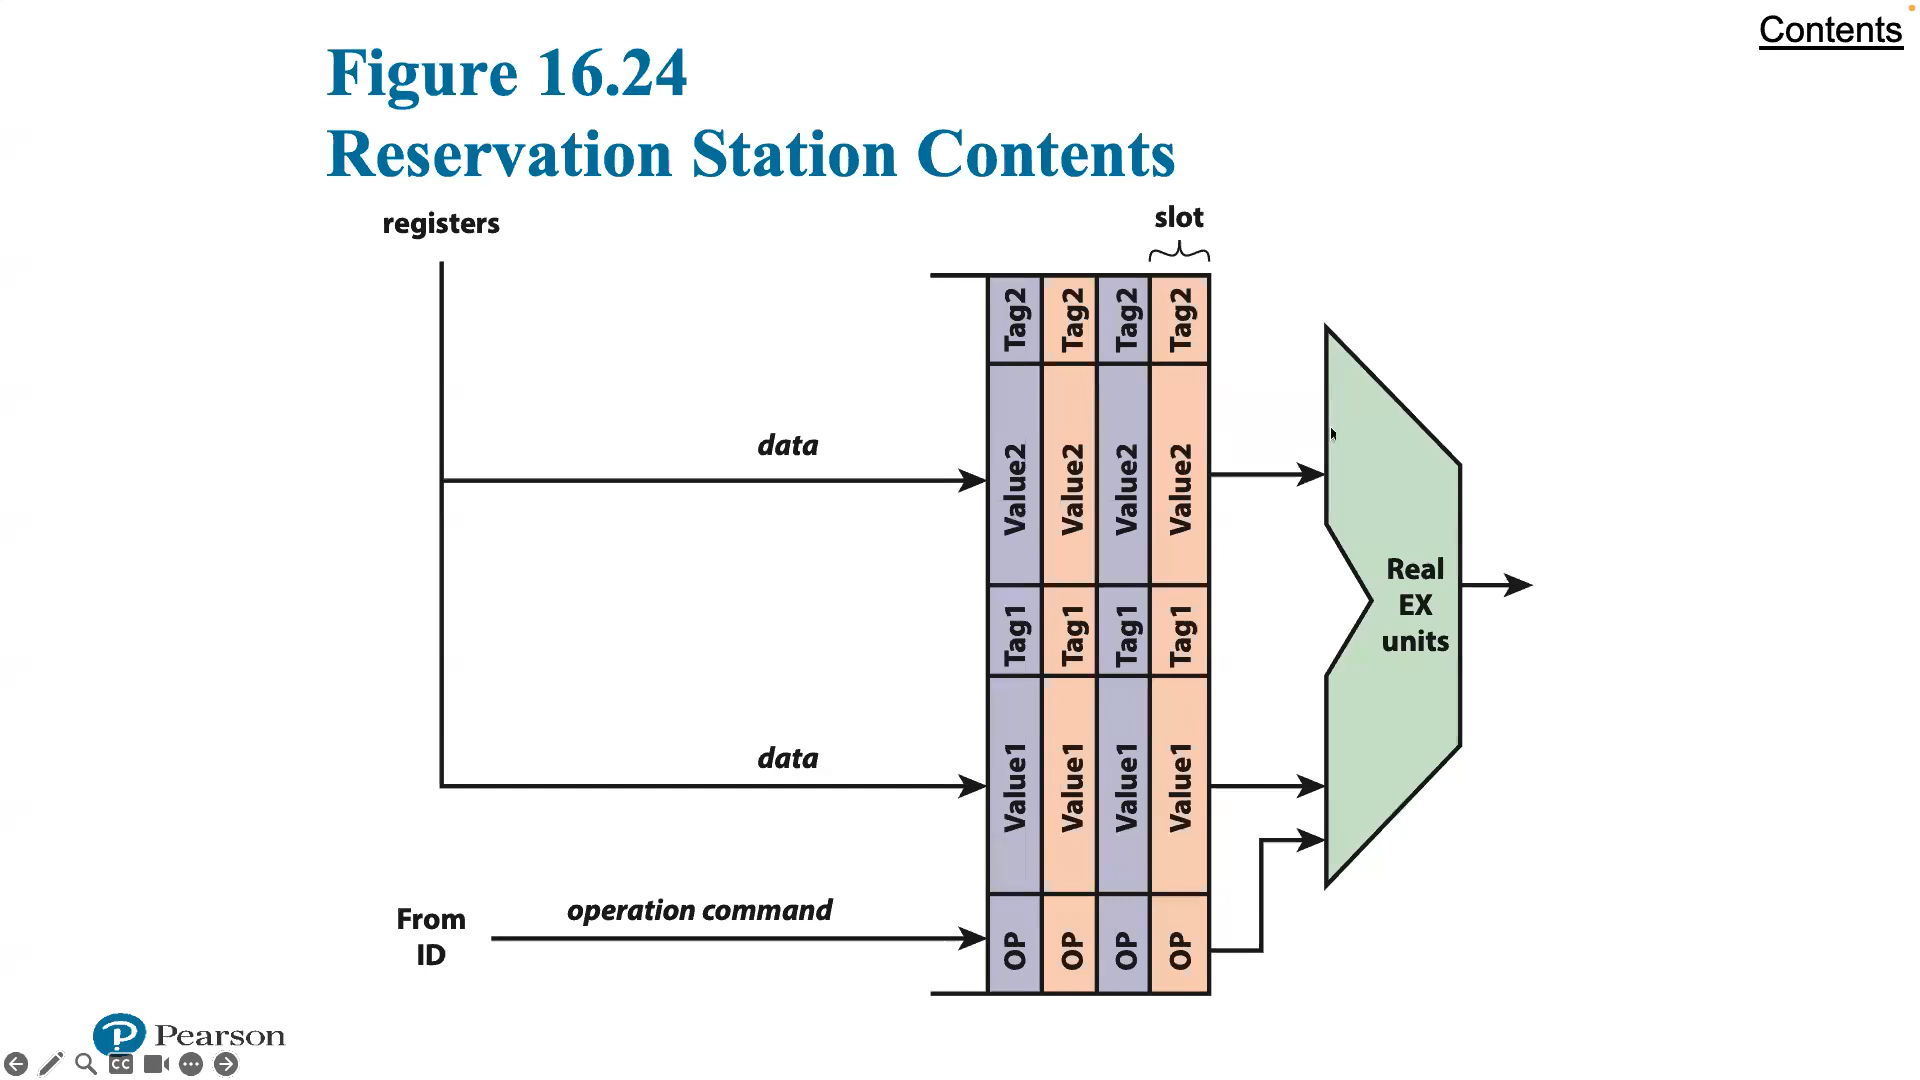 Contents
Figure 16.24
Reservation Station Contents
registers
slot
Tag2 Tag2 Tag2 Tag2
data
Value2 Value2 Value2 Value2
Real
EX
units
Tag1 Tag1 Tag1 Tag1
data
Value1 Value1 Value1 Value1
From
ID
operation command
OP OP OP OP
P Pearson
CC